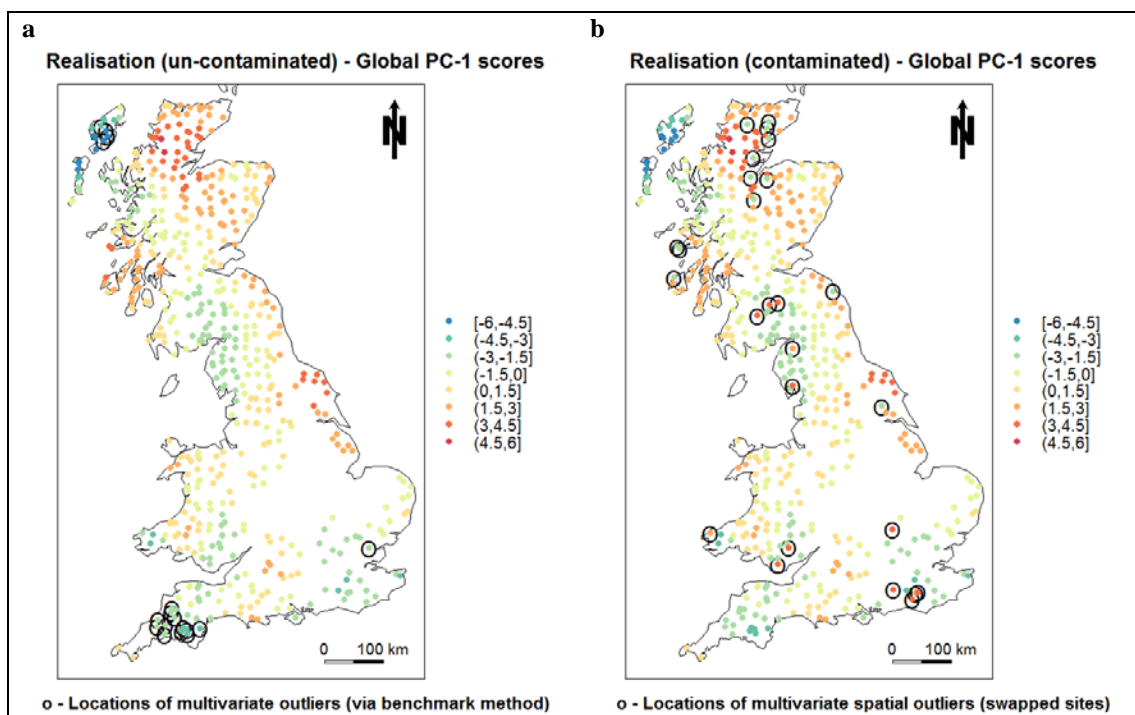 a
Realisation (un-contaminated) - Global PC-1 scores
N
[-6,-4.5]
(-4.5,-3]
(-3,-1.5]
(-1.5,0]
(0,1.5]
(1.5,3]
(3,4.5]
(4.5,6]
0 100 km
o - Locations of multivariate outliers (via benchmark method)
b
Realisation (contaminated) - Global PC-1 scores
N
[-6,-4.5]
(-4.5,-3]
(-3,-1.5]
(-1.5,0]
(0,1.5]
(1.5,3]
(3,4.5]
(4.5,6]
0 100 km
o - Locations of multivariate spatial outliers (swapped sites)